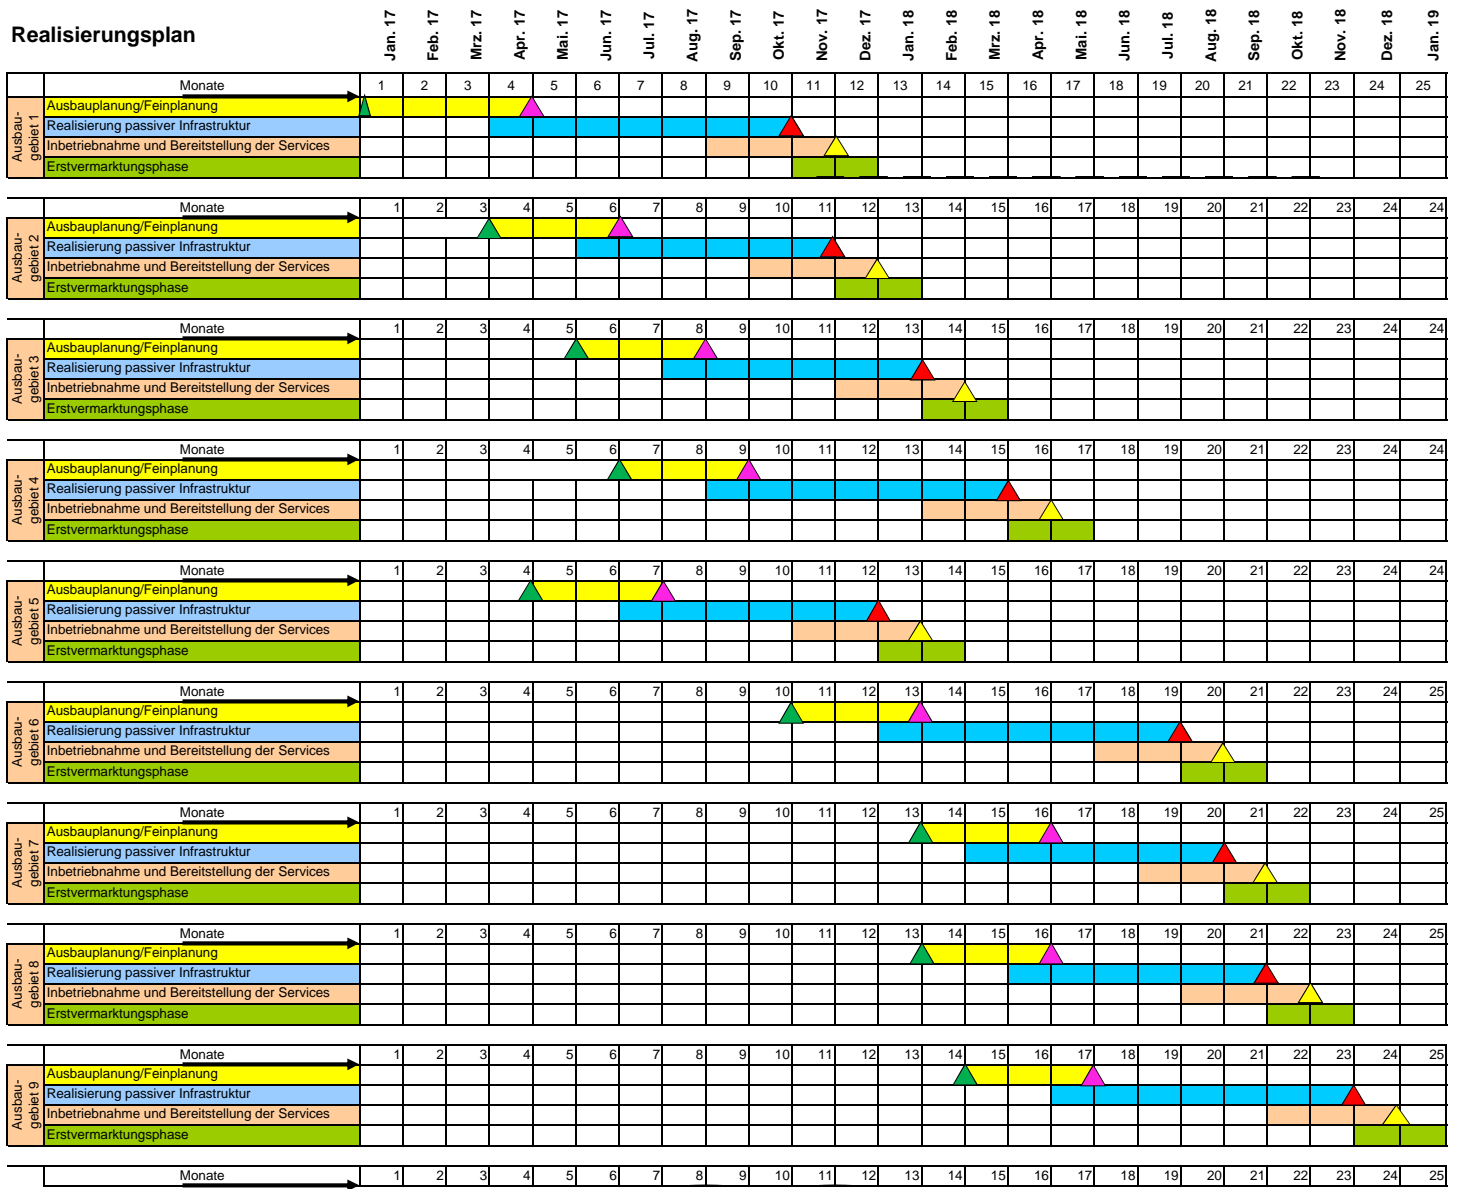 Realisierungsplan
Jan. 17 Feb. 17 Mrz. 17 Apr. 17 Mai. 17 Jun. 17 Jul. 17 Aug. 17 Sep. 17 Okt. 17 Nov. 17 Dez. 17 Jan. 18 Feb. 18 Mrz. 18 Apr. 18 Mai. 18 Jun. 18 Jul. 18 Aug. 18 Sep. 18 Okt. 18 Nov. 18 Dez. 18 Jan. 19
Monate 1 2 3 4 5 6 7 8 9 10 11 12 13 14 15 16 17 18 19 20 21 22 23 24 25
Ausbau-
gebiet 1
Ausbauplanung/Feinplanung
Realisierung passiver Infrastruktur
Inbetriebnahme und Bereitstellung der Services
Erstvermarktungsphase
Monate 1 2 3 4 5 6 7 8 9 10 11 12 13 14 15 16 17 18 19 20 21 22 23 24 24
Ausbau-
gebiet 2
Ausbauplanung/Feinplanung
Realisierung passiver Infrastruktur
Inbetriebnahme und Bereitstellung der Services
Erstvermarktungsphase
Monate 1 2 3 4 5 6 7 8 9 10 11 12 13 14 15 16 17 18 19 20 21 22 23 24 24
Ausbau-
gebiet 3
Ausbauplanung/Feinplanung
Realisierung passiver Infrastruktur
Inbetriebnahme und Bereitstellung der Services
Erstvermarktungsphase
Monate 1 2 3 4 5 6 7 8 9 10 11 12 13 14 15 16 17 18 19 20 21 22 23 24 24
Ausbau-
gebiet 4
Ausbauplanung/Feinplanung
Realisierung passiver Infrastruktur
Inbetriebnahme und Bereitstellung der Services
Erstvermarktungsphase
Monate 1 2 3 4 5 6 7 8 9 10 11 12 13 14 15 16 17 18 19 20 21 22 23 24 24
Ausbau-
gebiet 5
Ausbauplanung/Feinplanung
Realisierung passiver Infrastruktur
Inbetriebnahme und Bereitstellung der Services
Erstvermarktungsphase
Monate 1 2 3 4 5 6 7 8 9 10 11 12 13 14 15 16 17 18 19 20 21 22 23 24 25
Ausbau-
gebiet 6
Ausbauplanung/Feinplanung
Realisierung passiver Infrastruktur
Inbetriebnahme und Bereitstellung der Services
Erstvermarktungsphase
Monate 1 2 3 4 5 6 7 8 9 10 11 12 13 14 15 16 17 18 19 20 21 22 23 24 25
Ausbau-
gebiet 7
Ausbauplanung/Feinplanung
Realisierung passiver Infrastruktur
Inbetriebnahme und Bereitstellung der Services
Erstvermarktungsphase
Monate 1 2 3 4 5 6 7 8 9 10 11 12 13 14 15 16 17 18 19 20 21 22 23 24 25
Ausbau-
gebiet 8
Ausbauplanung/Feinplanung
Realisierung passiver Infrastruktur
Inbetriebnahme und Bereitstellung der Services
Erstvermarktungsphase
Monate 1 2 3 4 5 6 7 8 9 10 11 12 13 14 15 16 17 18 19 20 21 22 23 24 25
Ausbau-
gebiet 9
Ausbauplanung/Feinplanung
Realisierung passiver Infrastruktur
Inbetriebnahme und Bereitstellung der Services
Erstvermarktungsphase
Monate 1 2 3 4 5 6 7 8 9 10 11 12 13 14 15 16 17 18 19 20 21 22 23 24 25